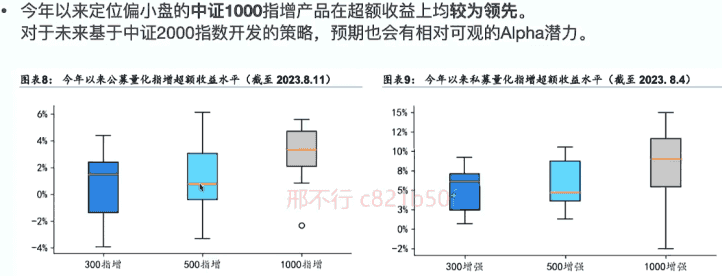 • 今年以来定位偏小盘的中证1000指增产品在超额收益上均较为领先。
对于未来基于中证2000指数开发的策略，预期也会有相对可观的Alpha潜力。
图表8： 今年以来公募量化指增超额收益水平（截至 2023.8.11）
6%
4%
2%
0%
−2%
−4%
300指增
500指增
1000指增
图表9： 今年以来私募量化指增超额收益水平（截至 2023. 8.4）
15%
12%
10%
8%
5%
3%
0%
−2%
300增强
500增强
1000增强
邢不行 c821b50